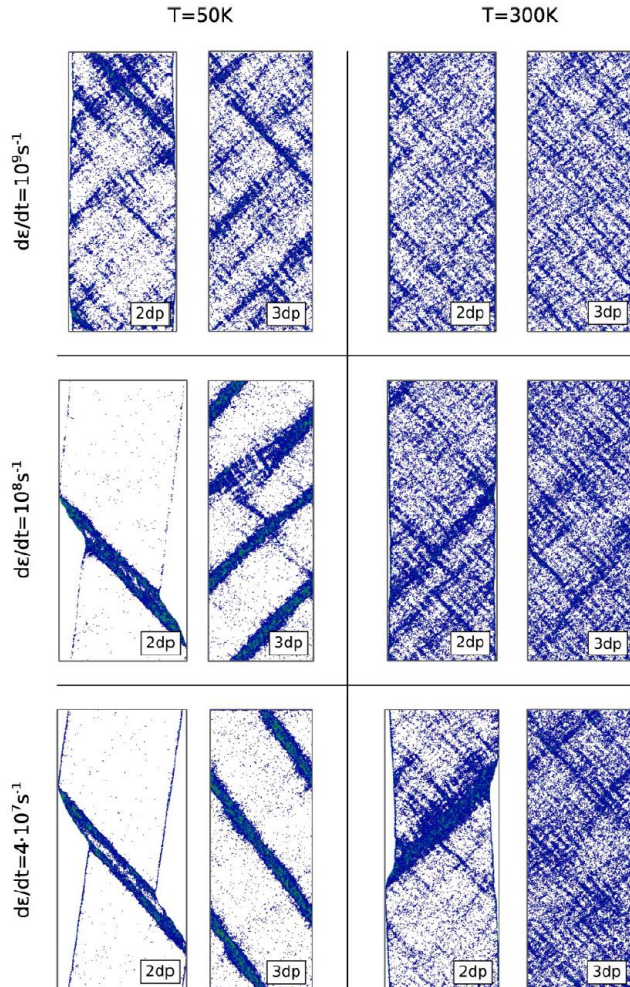 T=50K
T=300K
dε/dt=10⁹s⁻¹
2dp
3dp
2dp
3dp
dε/dt=10⁸s⁻¹
2dp
3dp
2dp
3dp
dε/dt=4·10⁷s⁻¹
2dp
3dp
2dp
3dp